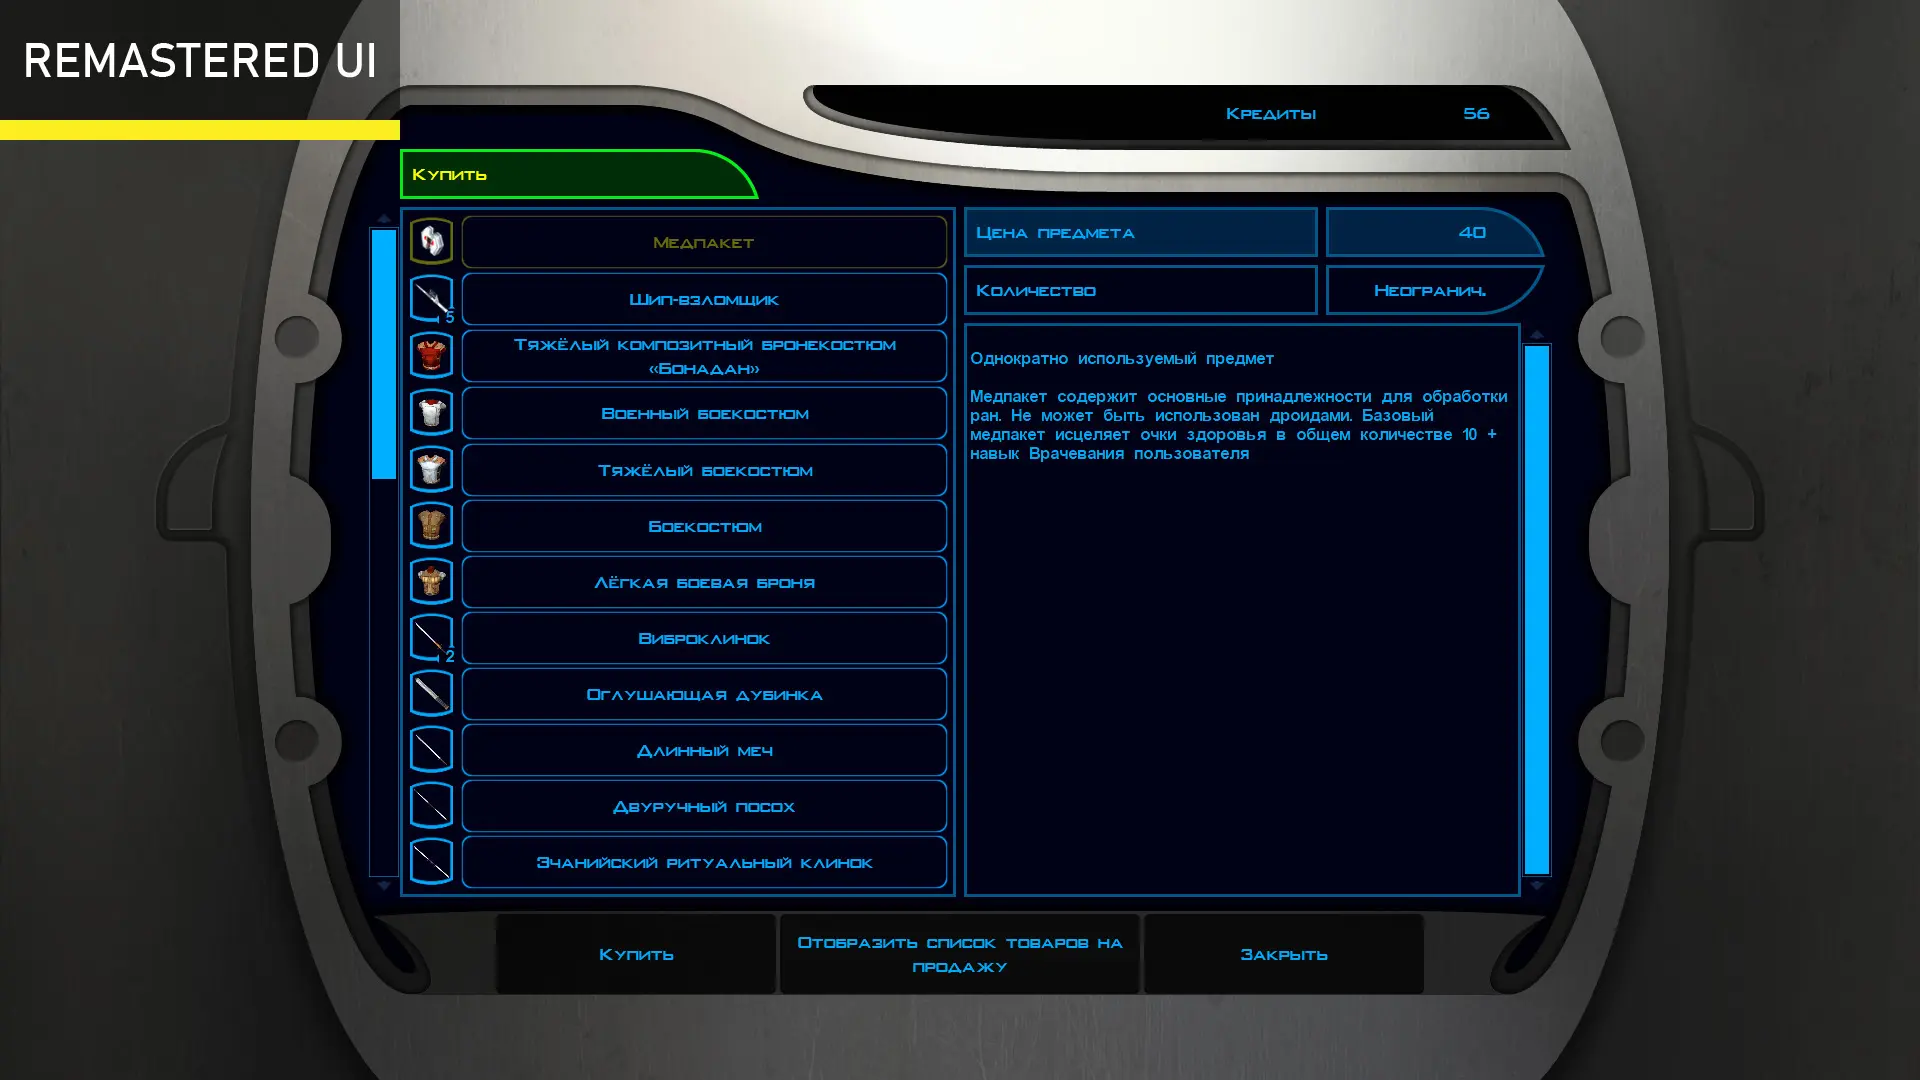 REMASTERED UI
Кредиты 56
Купить
Медпакет
Шип-взломщик
5
Тяжёлый композитный бронекостюм
«Бонадан»
Военный боекостюм
Тяжёлый боекостюм
Боекостюм
Лёгкая боевая броня
Виброклинок
2
Оглушающая дубинка
Длинный меч
Двуручный посох
Эчанийский ритуальный клинок
Цена предмета 40
Количество Неогранич.
Однократно используемый предмет
Медпакет содержит основные принадлежности для обработки
ран. Не может быть использован дроидами. Базовый
медпакет исцеляет очки здоровья в общем количестве 10 +
навык Врачевания пользователя
Купить
Отобразить список товаров на
продажу
Закрыть